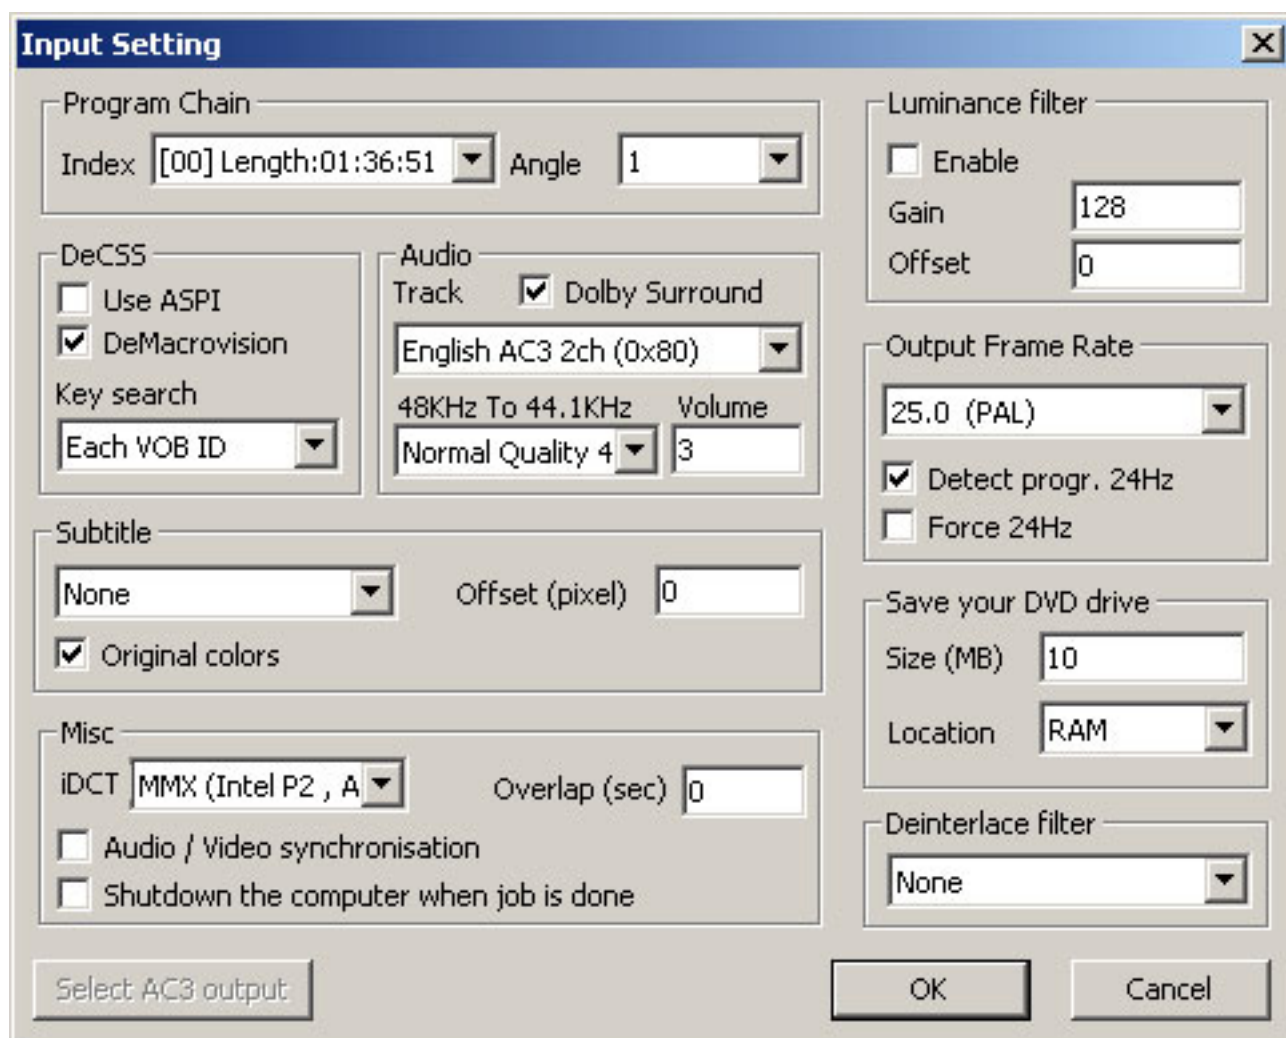 Input Setting
Program Chain
Index [00] Length:01:36:51 Angle 1
DeCSS
Use ASPI
DeMacrovision
Key search
Each VOB ID
Audio
Track Dolby Surround
English AC3 2ch (0x80)
48KHz To 44.1KHz Volume
Normal Quality 4 3
Subtitle
None Offset (pixel) 0
Original colors
Misc
iDCT MMX (Intel P2 , A Overlap (sec) 0
Audio / Video synchronisation
Shutdown the computer when job is done
Luminance filter
Enable
Gain 128
Offset 0
Output Frame Rate
25.0 (PAL)
Detect progr. 24Hz
Force 24Hz
Save your DVD drive
Size (MB) 10
Location RAM
Deinterlace filter
None
Select AC3 output OK Cancel